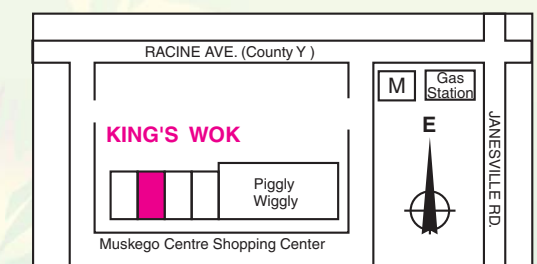 RACINE AVE. (County Y )
M
Gas
Station
E
JANESVILLE RD.
KING'S WOK
Piggly
Wiggly
Muskego Centre Shopping Center